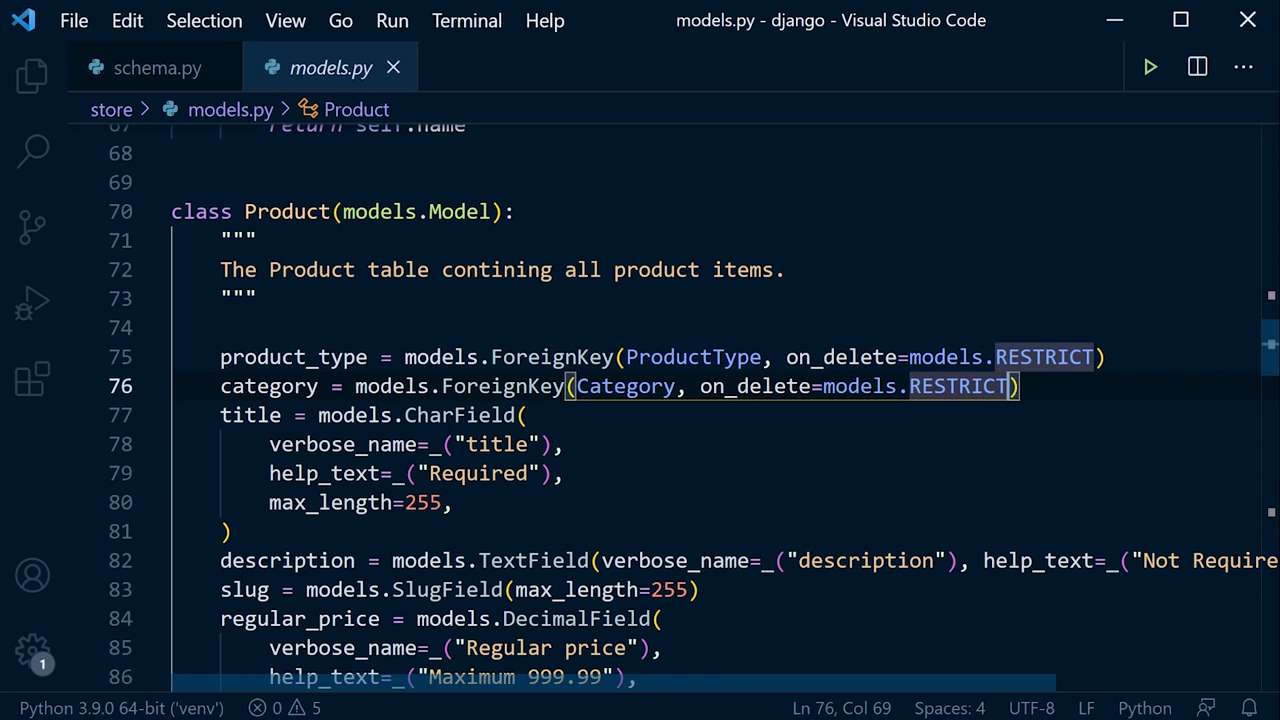 File Edit Selection View Go Run Terminal Help models.py - django - Visual Studio Code
schema.py models.py
store > models.py > Product
67 return self.name
68
69
70 class Product(models.Model):
71 """
72 The Product table contining all product items.
73 """
74
75 product_type = models.ForeignKey(ProductType, on_delete=models.RESTRICT)
76 category = models.ForeignKey(Category, on_delete=models.RESTRICT)
77 title = models.CharField(
78 verbose_name=_("title"),
79 help_text=_("Required"),
80 max_length=255,
81 )
82 description = models.TextField(verbose_name=_("description"), help_text=_("Not Require
83 slug = models.SlugField(max_length=255)
84 regular_price = models.DecimalField(
85 verbose_name=_("Regular price"),
86 help_text=_("Maximum 999.99"),
1
Python 3.9.0 64-bit ('venv') 0 5 Ln 76, Col 69 Spaces: 4 UTF-8 LF Python